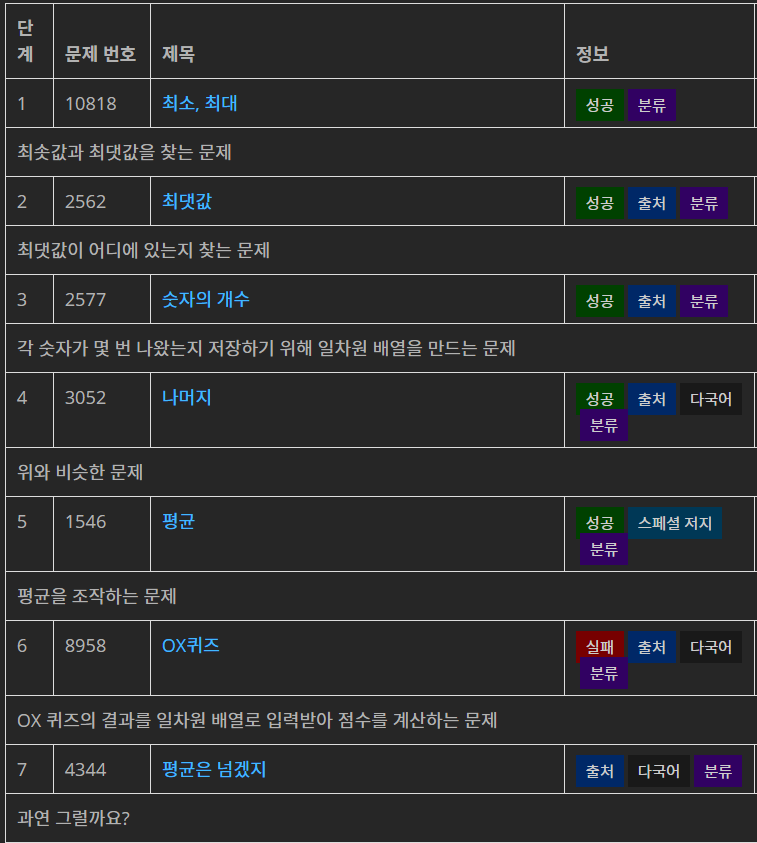 단계 문제 번호 제목 정보
1 10818 최소, 최대 성공 분류
최솟값과 최댓값을 찾는 문제
2 2562 최댓값 성공 출처 분류
최댓값이 어디에 있는지 찾는 문제
3 2577 숫자의 개수 성공 출처 분류
각 숫자가 몇 번 나왔는지 저장하기 위해 일차원 배열을 만드는 문제
4 3052 나머지 성공 출처 다국어
분류
위와 비슷한 문제
5 1546 평균 성공 스페셜 저지
분류
평균을 조작하는 문제
6 8958 OX퀴즈 실패 출처 다국어
분류
OX 퀴즈의 결과를 일차원 배열로 입력받아 점수를 계산하는 문제
7 4344 평균은 넘겠지 출처 다국어 분류
과연 그럴까요?